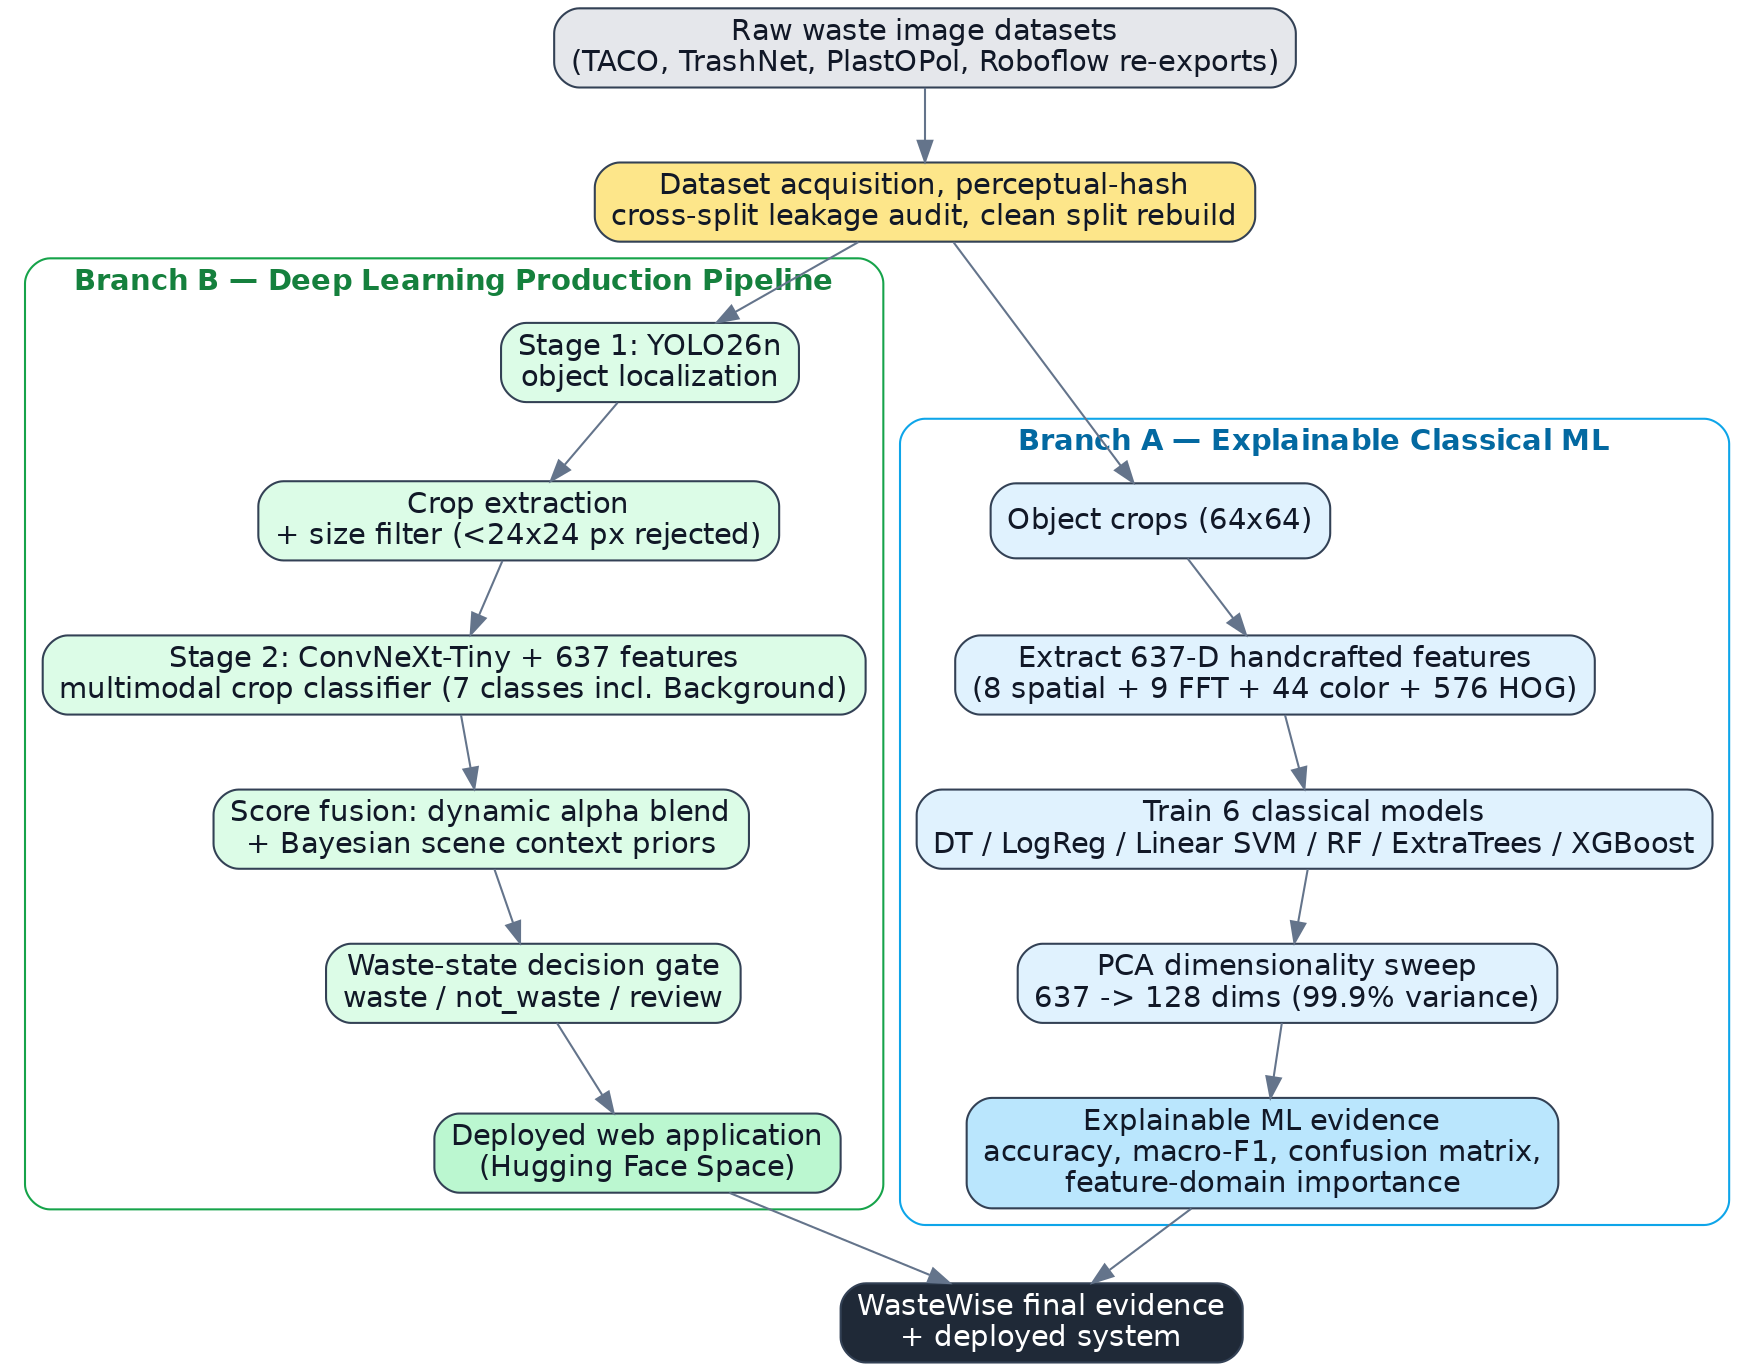 Raw waste image datasets
(TACO, TrashNet, PlastOPol, Roboflow re-exports)
Dataset acquisition, perceptual-hash
cross-split leakage audit, clean split rebuild
Branch B — Deep Learning Production Pipeline
Stage 1: YOLO26n
object localization
Crop extraction
+ size filter (<24x24 px rejected)
Stage 2: ConvNeXt-Tiny + 637 features
multimodal crop classifier (7 classes incl. Background)
Score fusion: dynamic alpha blend
+ Bayesian scene context priors
Waste-state decision gate
waste / not_waste / review
Deployed web application
(Hugging Face Space)
Branch A — Explainable Classical ML
Object crops (64x64)
Extract 637-D handcrafted features
(8 spatial + 9 FFT + 44 color + 576 HOG)
Train 6 classical models
DT / LogReg / Linear SVM / RF / ExtraTrees / XGBoost
PCA dimensionality sweep
637 -> 128 dims (99.9% variance)
Explainable ML evidence
accuracy, macro-F1, confusion matrix,
feature-domain importance
WasteWise final evidence
+ deployed system